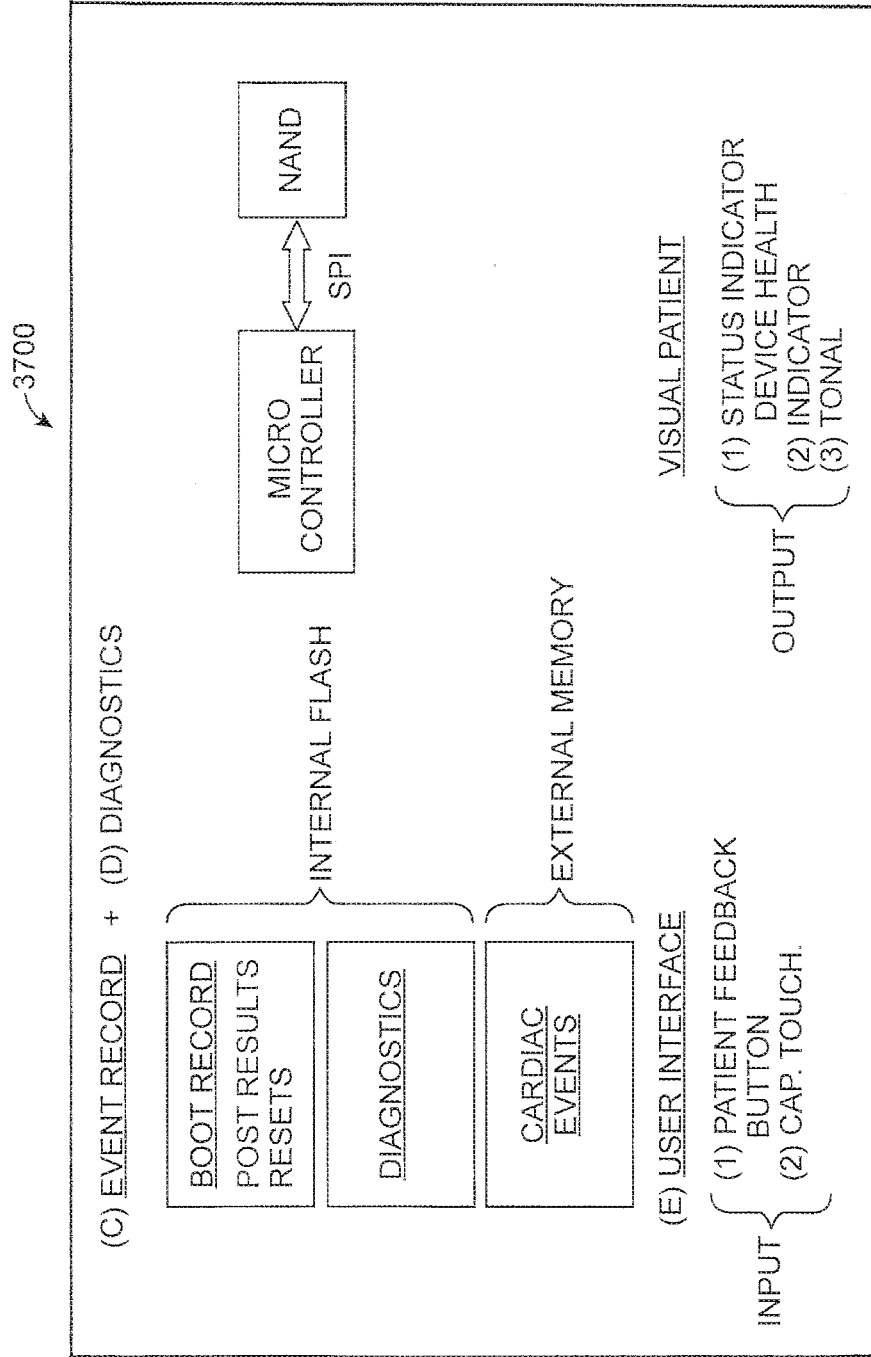 3700
(C) EVENT RECORD + (D) DIAGNOSTICS
BOOT RECORD
POST RESULTS
RESETS
DIAGNOSTICS
INTERNAL FLASH
CARDIAC
EVENTS
EXTERNAL MEMORY
MICRO
CONTROLLER
SPI
NAND
(E) USER INTERFACE
INPUT
(1) PATIENT FEEDBACK
BUTTON
(2) CAP. TOUCH.
VISUAL PATIENT
OUTPUT
(1) STATUS INDICATOR
DEVICE HEALTH
(2) INDICATOR
(3) TONAL